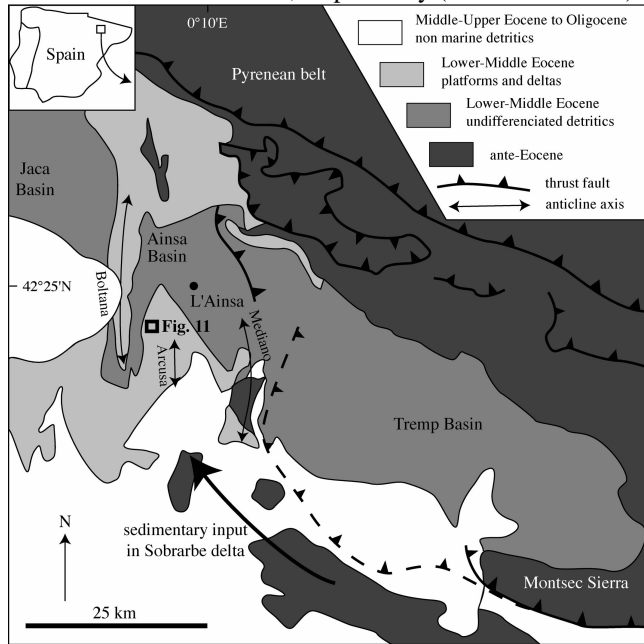 0°10'E
Spain
Pyrenean belt
Middle-Upper Eocene to Oligocene
non marine detritics
Lower-Middle Eocene
platforms and deltas
Lower-Middle Eocene
undifferenciated detritics
ante-Eocene
thrust fault
anticline axis
Jaca
Basin
Ainsa
Basin
42°25'N
Boltana
L'Ainsa
Fig. 11
Arcusa
Mediano
Tremp Basin
sedimentary input
in Sobrarbe delta
N
Montsec Sierra
25 km